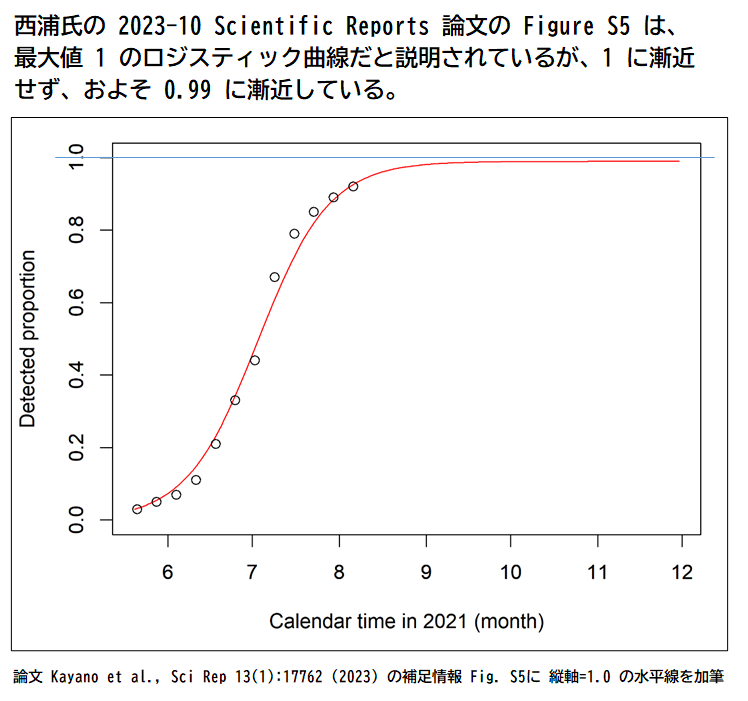 西浦氏の 2023-10 Scientific Reports 論文の Figure S5 は、
最大値 1 のロジスティック曲線だと説明されているが、1 に漸近
せず、およそ 0.99 に漸近している。
1.0
0.8
0.6
0.4
0.2
0.0
Detected proportion
6 7 8 9 10 11 12
Calendar time in 2021 (month)
論文 Kayano et al., Sci Rep 13(1):17762 (2023) の補足情報 Fig. S5に 縦軸=1.0 の水平線を加筆